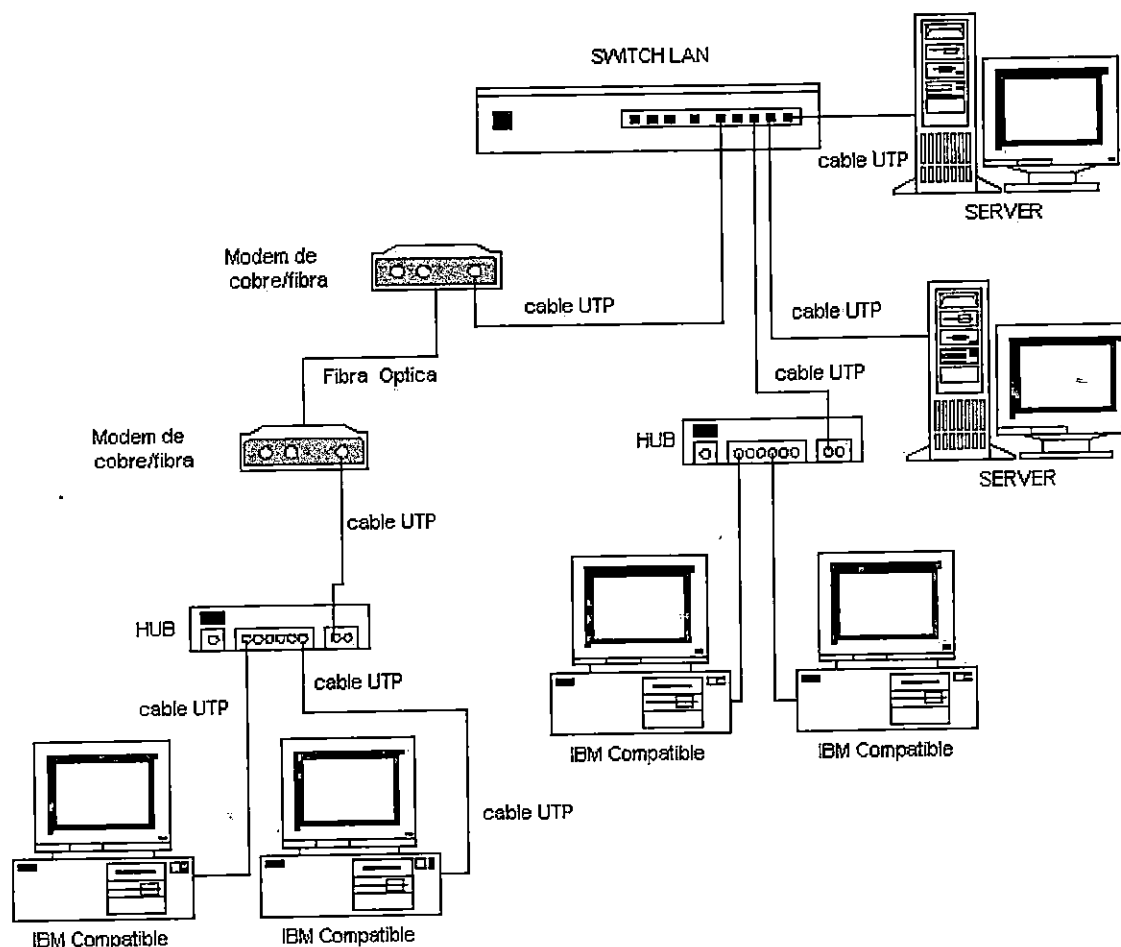 SWITCH LAN
cable UTP
SERVER
Modem de
cobre/fibra
cable UTP
cable UTP
Fibra Optica
cable UTP
Modem de
cobre/fibra
HUB
SERVER
cable UTP
HUB
cable UTP
cable UTP
IBM Compatible
IBM Compatible
cable UTP
IBM Compatible
IBM Compatible